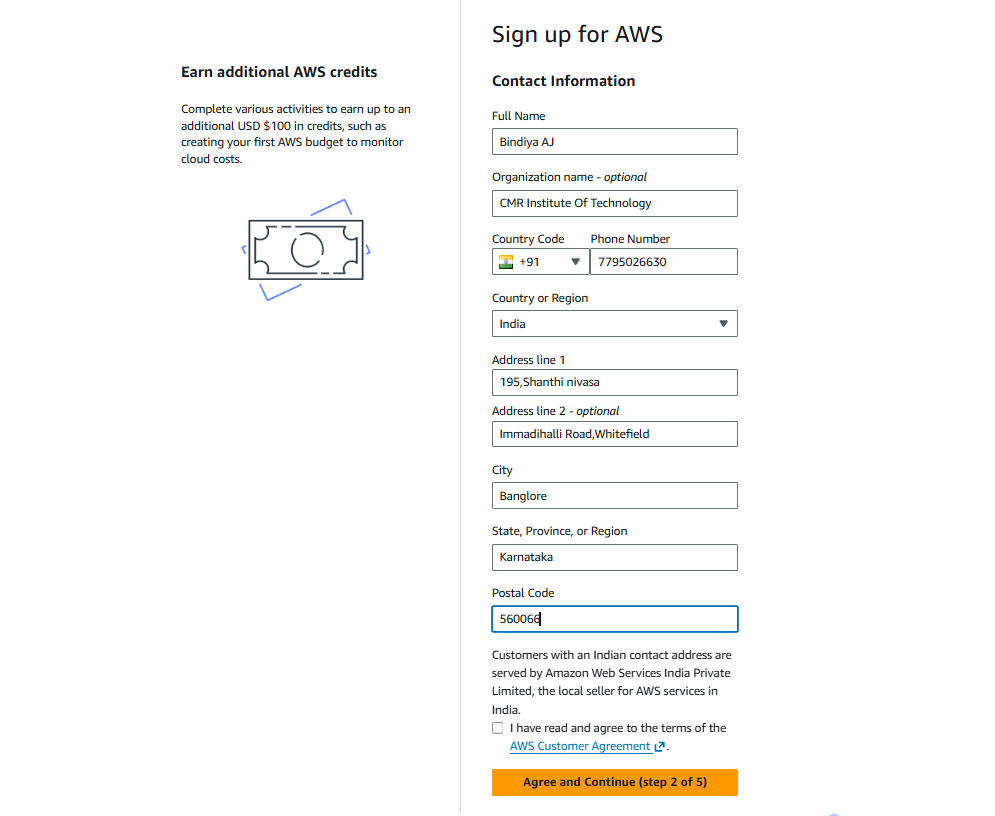 Earn additional AWS credits
Complete various activities to earn up to an
additional USD $100 in credits, such as
creating your first AWS budget to monitor
cloud costs.
Sign up for AWS
Contact Information
Full Name
Bindiya AJ
Organization name - optional
CMR Institute Of Technology
Country Code Phone Number
+91 7795026630
Country or Region
India
Address line 1
195,Shanthi nivasa
Address line 2 - optional
Immadihalli Road,Whitefield
City
Banglore
State, Province, or Region
Karnataka
Postal Code
560066
Customers with an Indian contact address are
served by Amazon Web Services India Private
Limited, the local seller for AWS services in
India.
I have read and agree to the terms of the
AWS Customer Agreement .
Agree and Continue (step 2 of 5)